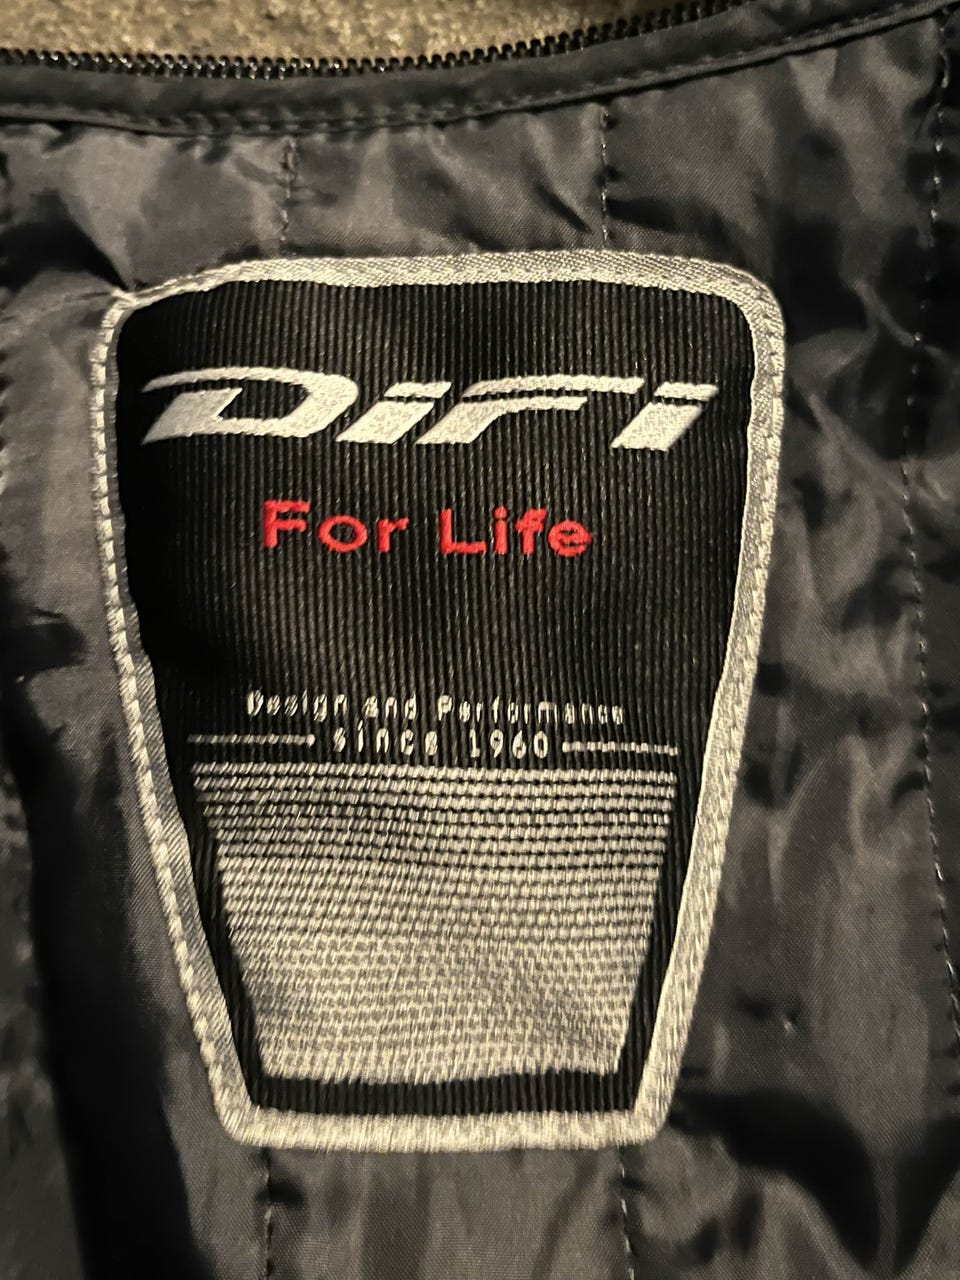 DiFi
For Life
Design and Performance
since 1960